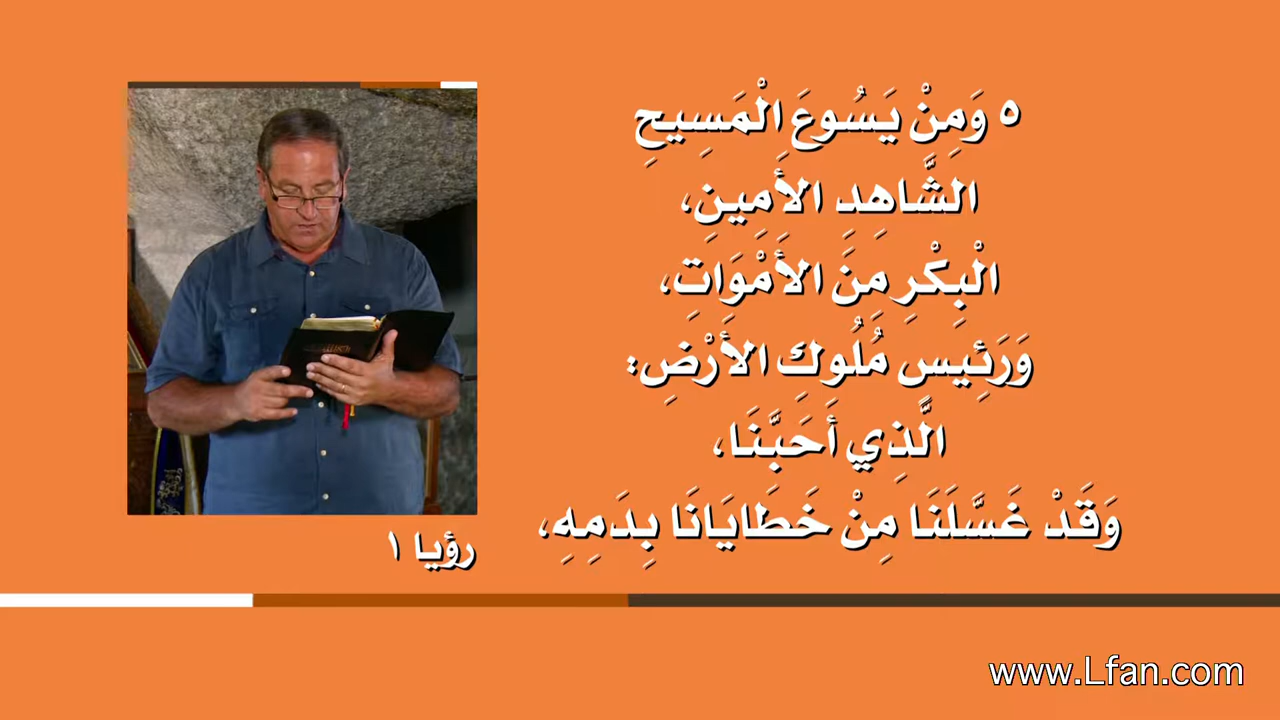 ٥ وَمِنْ يَسُوعَ الْمَسِيحِ
الشَّاهِدِ الأَمِينِ،
الْبِكْرِ مِنَ الأَمْوَاتِ،
وَرَئِيسِ مُلُوكِ الأَرْضِ:
الَّذِي أَحَبَّنَا،
وَقَدْ غَسَّلَنَا مِنْ خَطَايَانَا بِدَمِهِ،
رؤيا ١
www.Lfan.com